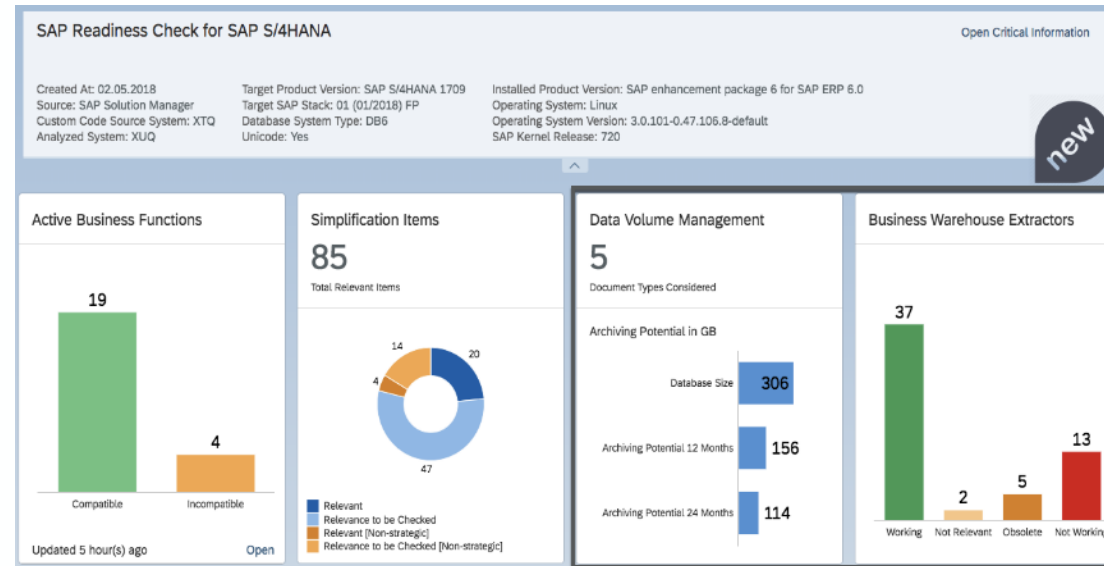 SAP Readiness Check for SAP S/4HANA
Open Critical Information
Created At: 02.05.2018
Source: SAP Solution Manager
Custom Code Source System: XTQ
Analyzed System: XUQ
Target Product Version: SAP S/4HANA 1709
Target SAP Stack: 01 (01/2018) FP
Database System Type: DB6
Unicode: Yes
Installed Product Version: SAP enhancement package 6 for SAP ERP 6.0
Operating System: Linux
Operating System Version: 3.0.101-0.47.106.8-default
SAP Kernel Release: 720
new
Active Business Functions
19
4
Compatible
Incompatible
Updated 5 hour(s) ago
Open
Simplification Items
85
Total Relevant Items
14
20
4
47
Relevant
Relevance to be Checked
Relevant [Non-strategic]
Relevance to be Checked [Non-strategic]
Data Volume Management
5
Document Types Considered
Archiving Potential in GB
Database Size
306
Archiving Potential 12 Months
156
Archiving Potential 24 Months
114
Business Warehouse Extractors
37
2
5
13
Working
Not Relevant
Obsolete
Not Working